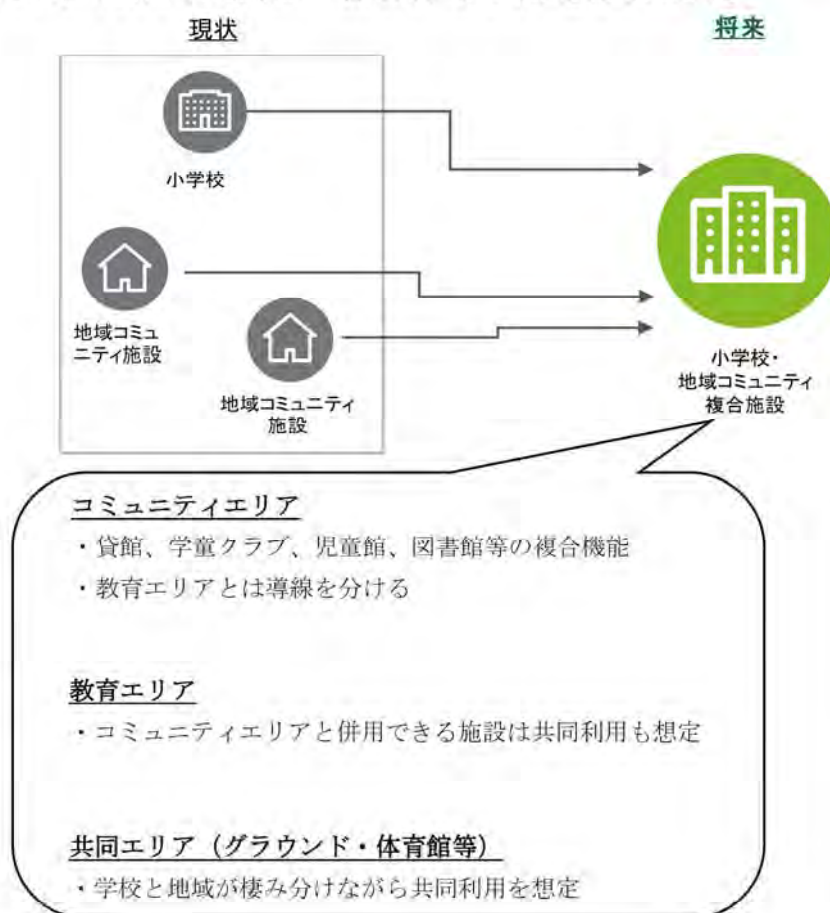 現状
将来
小学校
地域コミュ
ニティ施設
地域コミュニティ
施設
小学校・
地域コミュニティ
複合施設
コミュニティエリア
・貸館、学童クラブ、児童館、図書館等の複合機能
・教育エリアとは導線を分ける
教育エリア
・コミュニティエリアと併用できる施設は共同利用も想定
共同エリア（グラウンド・体育館等）
・学校と地域が棲み分けながら共同利用を想定